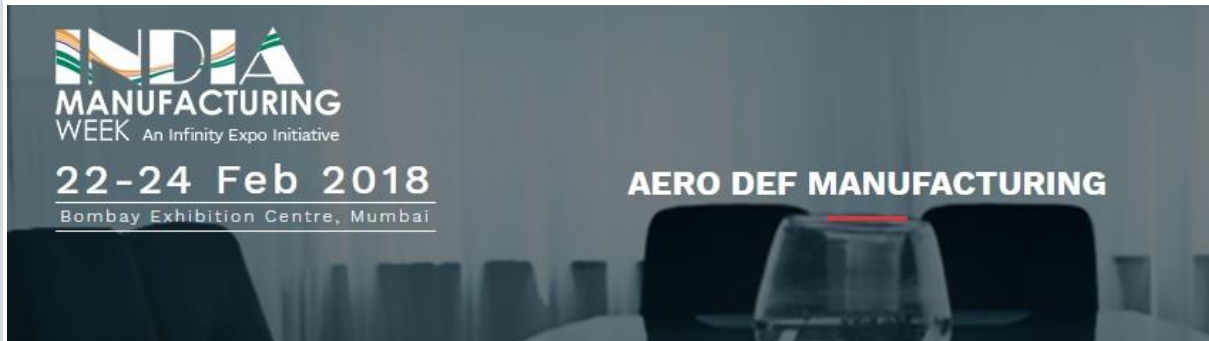 INDIA
MANUFACTURING
WEEK An Infinity Expo Initiative
22-24 Feb 2018
Bombay Exhibition Centre, Mumbai
AERO DEF MANUFACTURING